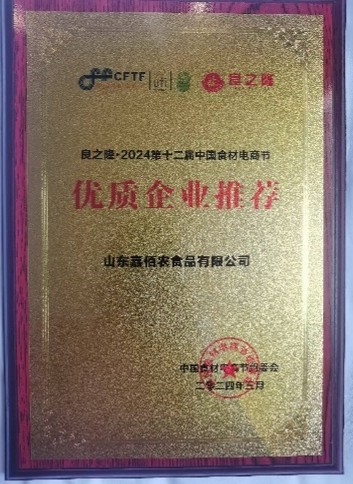 CFTF 良之隆
良之隆·2024第十二届中国食材电商节
优质企业推荐
山东嘉佰农食品有限公司
中国食材电商节组委会
二〇二四年三月